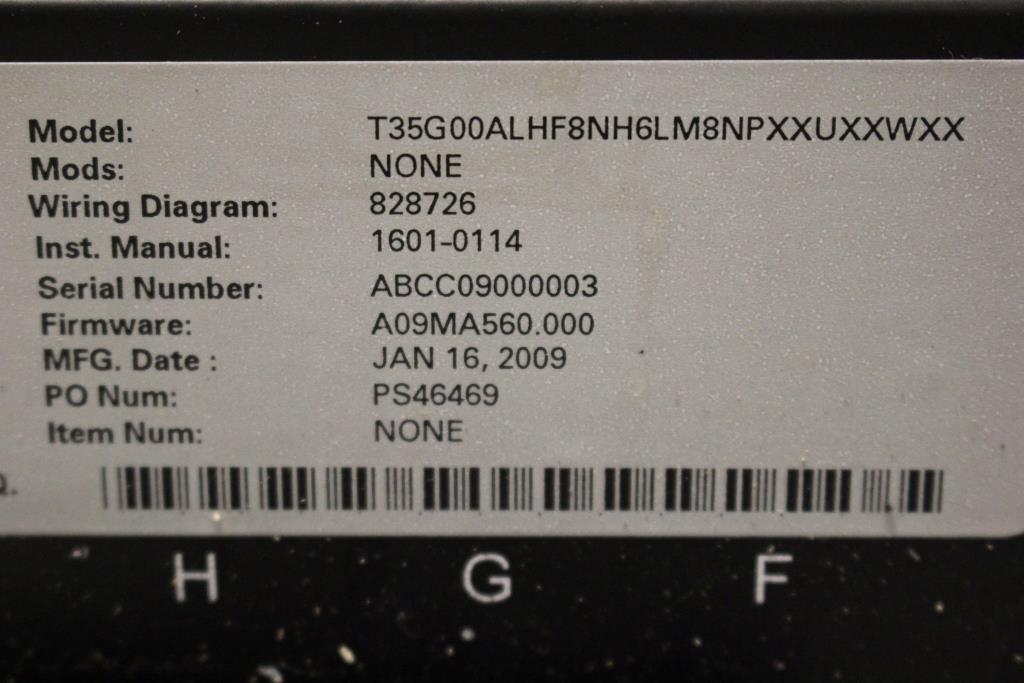 Model: T35G00ALHF8NH6LM8NPXXUXXWXX
Mods: NONE
Wiring Diagram: 828726
Inst. Manual: 1601-0114
Serial Number: ABCC09000003
Firmware: A09MA560.000
MFG. Date : JAN 16, 2009
PO Num: PS46469
Item Num: NONE
H G F